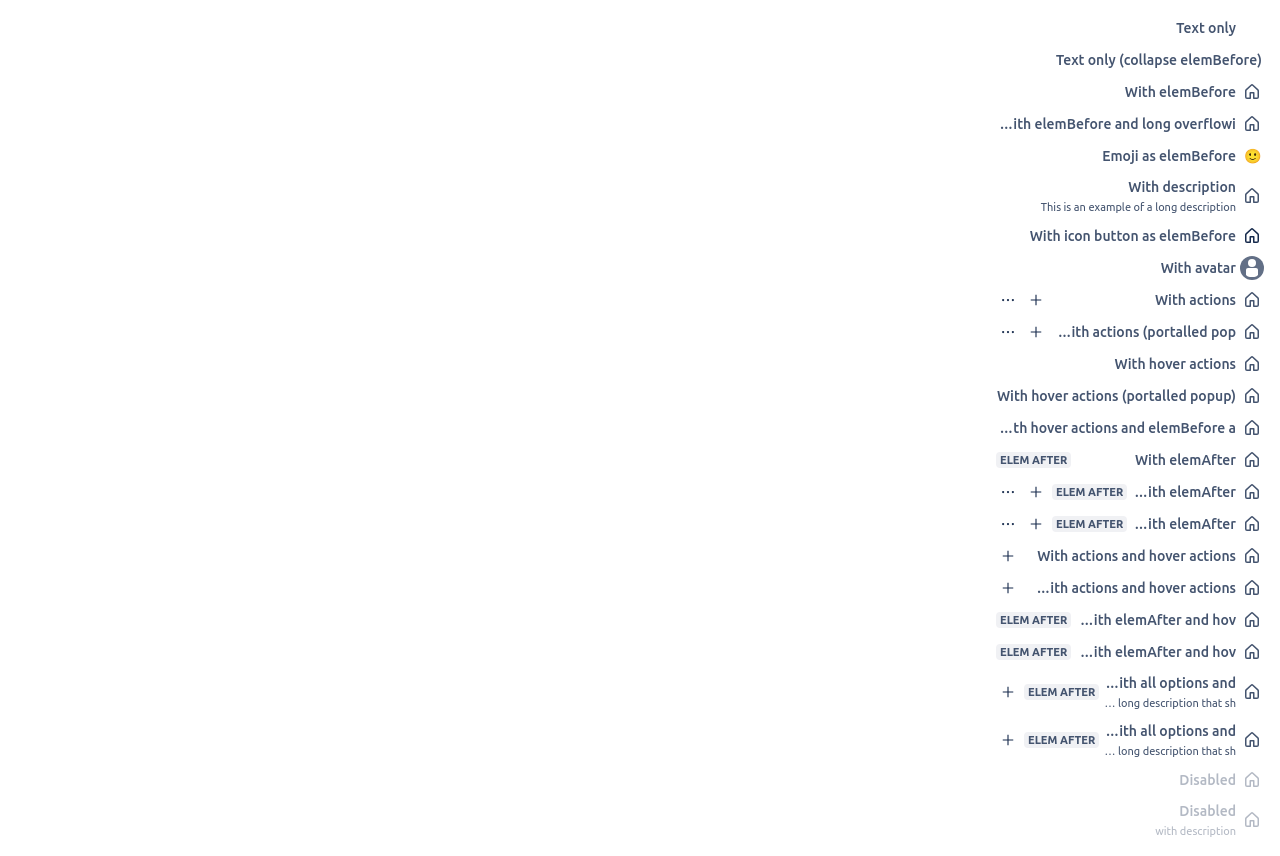 Text only
Text only (collapse elemBefore)
With elemBefore
...ith elemBefore and long overflowi
Emoji as elemBefore 🙂
With description
This is an example of a long description
With icon button as elemBefore
With avatar
With actions
...ith actions (portalled pop
With hover actions
With hover actions (portalled popup)
...th hover actions and elemBefore a
ELEM AFTER With elemAfter
ELEM AFTER ...ith elemAfter
ELEM AFTER ...ith elemAfter
With actions and hover actions
...ith actions and hover actions
ELEM AFTER ...ith elemAfter and hov
ELEM AFTER ...ith elemAfter and hov
ELEM AFTER ...ith all options and
... long description that sh
ELEM AFTER ...ith all options and
... long description that sh
Disabled
Disabled
with description